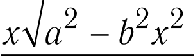 x√a² − b²x²